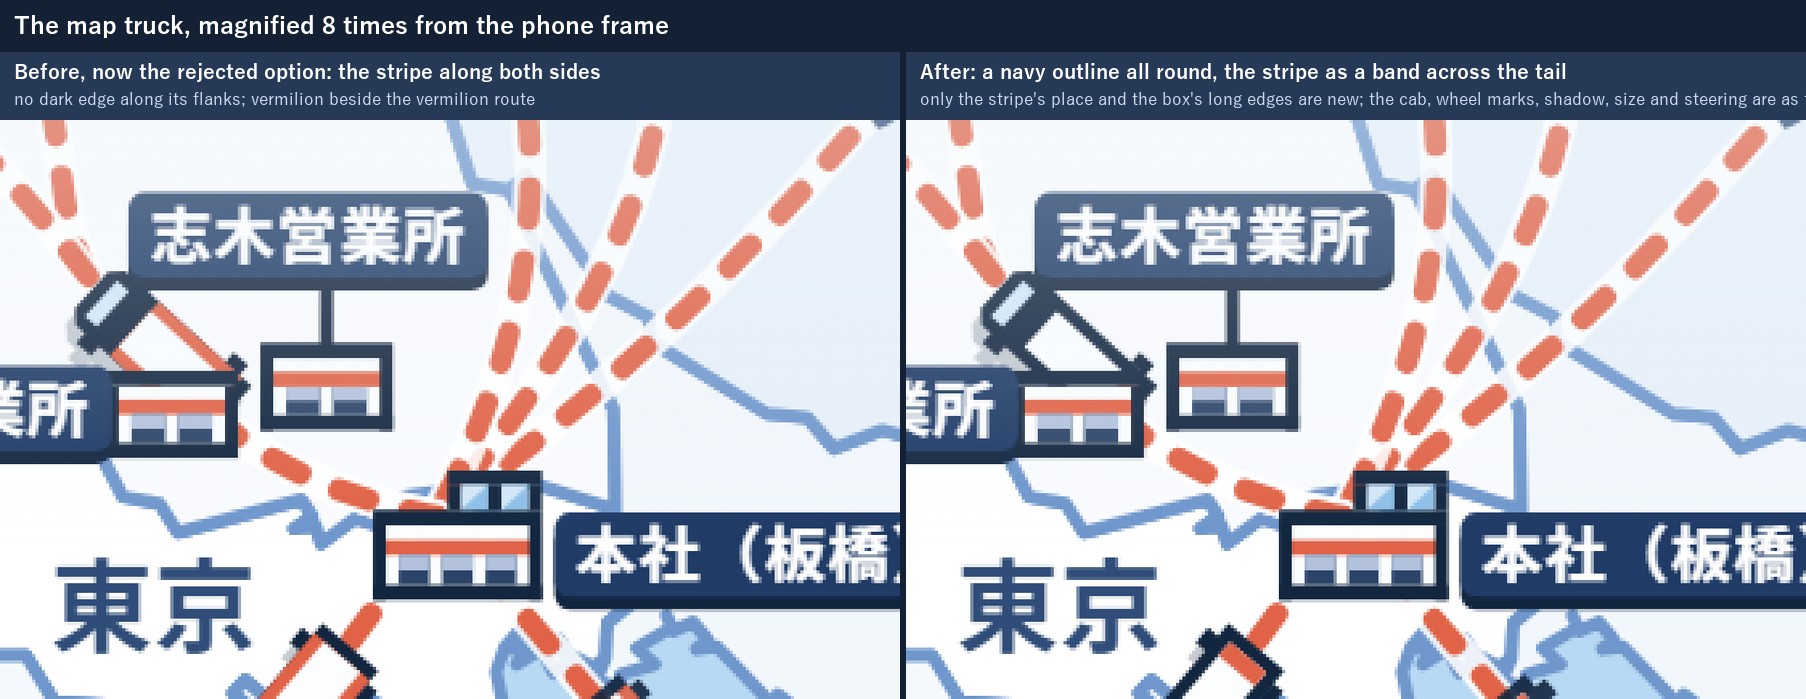 The map truck, magnified 8 times from the phone frame
Before, now the rejected option: the stripe along both sides
no dark edge along its flanks; vermilion beside the vermilion route
After: a navy outline all round, the stripe as a band across the tail
only the stripe's place and the box's long edges are new; the cab, wheel marks, shadow, size and steering are as
志木営業所
業所
本社（板橋）
東京
志木営業所
業所
本社（板橋）
東京